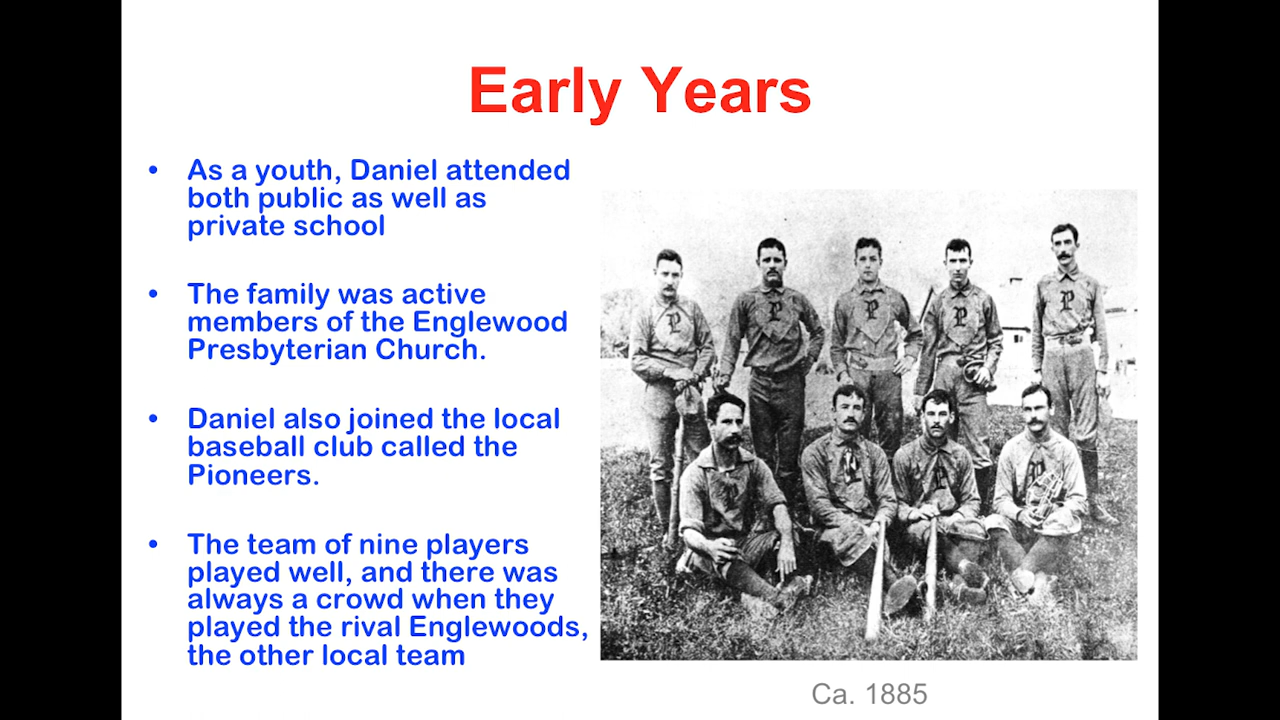 Early Years
• As a youth, Daniel attended
both public as well as
private school
• The family was active
members of the Englewood
Presbyterian Church.
• Daniel also joined the local
baseball club called the
Pioneers.
• The team of nine players
played well, and there was
always a crowd when they
played the rival Englewoods,
the other local team
P
P
P
P
P
P
P
P
Ca. 1885